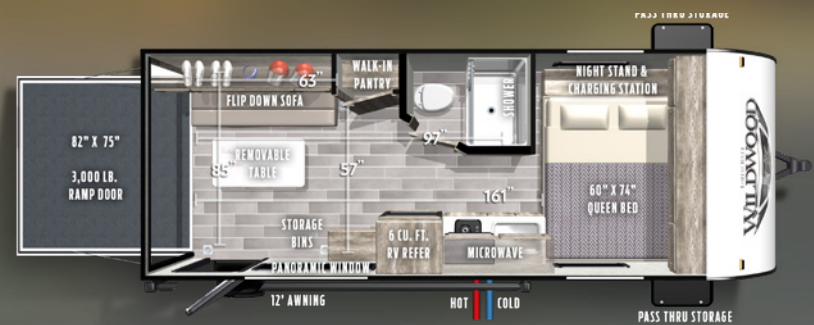 PASS THRU STORAGE
WALK-IN
PANTRY
63"
SHOWER
NIGHT STAND &
CHARGING STATION
FLIP DOWN SOFA
82" X 75"
3,000 LB.
RAMP DOOR
85"
REMOVABLE
TABLE
57"
97"
161"
60" X 74"
QUEEN BED
WILDWOOD
STORAGE
BINS
6 CU. FT.
RV REFER
MICROWAVE
PANORAMIC WINDOW
12' AWNING
HOT
COLD
PASS THRU STORAGE